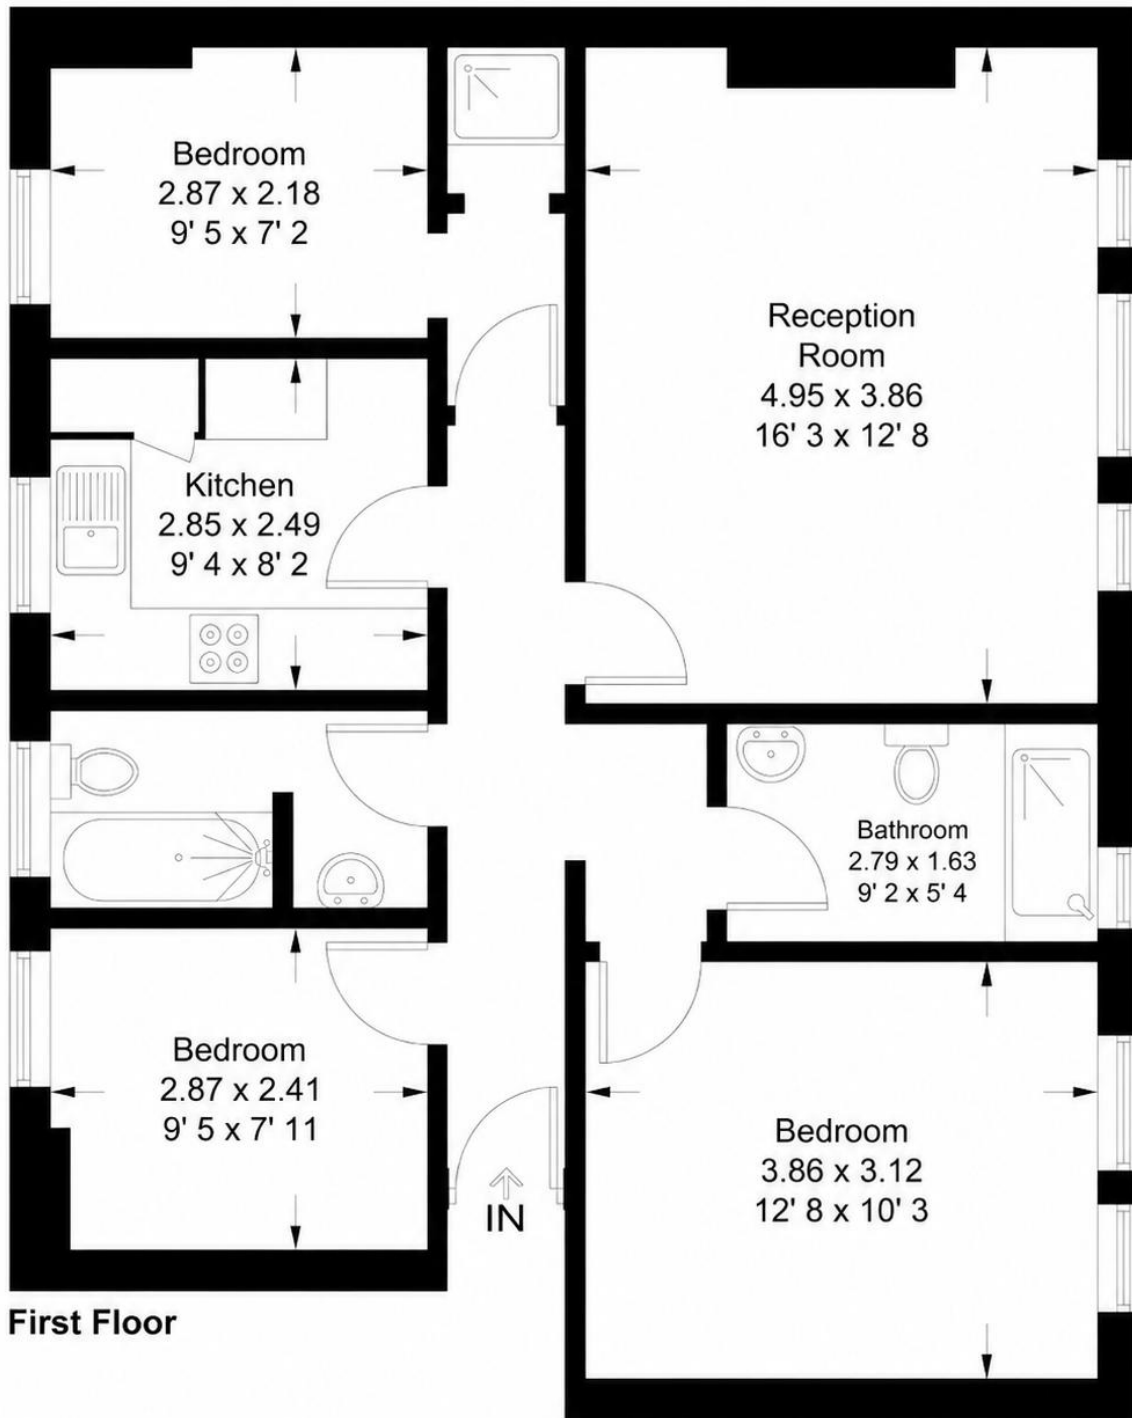 Bedroom
2.87 x 2.18
9' 5 x 7' 2
Reception
Room
4.95 x 3.86
16' 3 x 12' 8
Kitchen
2.85 x 2.49
9' 4 x 8' 2
Bathroom
2.79 x 1.63
9' 2 x 5' 4
Bedroom
2.87 x 2.41
9' 5 x 7' 11
Bedroom
3.86 x 3.12
12' 8 x 10' 3
IN
First Floor